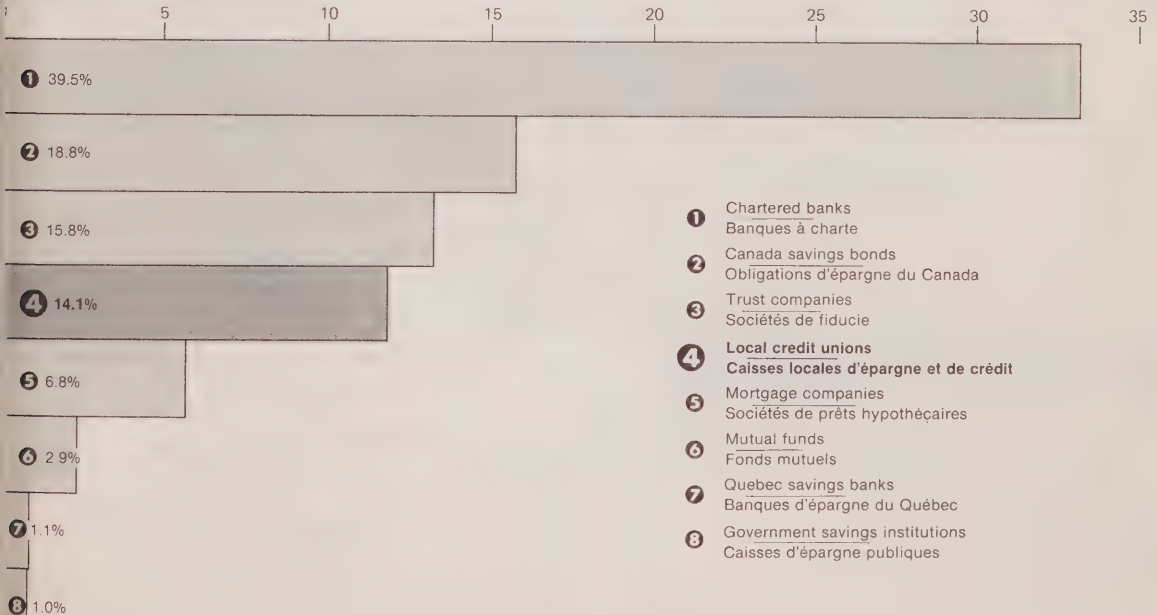 5 10 15 20 25 30 35
1 39.5%
2 18.8%
3 15.8%
4 14.1%
5 6.8%
6 2.9%
7 1.1%
8 1.0%
1 Chartered banks
Banques à charte
2 Canada savings bonds
Obligations d'épargne du Canada
3 Trust companies
Sociétés de fiducie
4 Local credit unions
Caisses locales d'épargne et de crédit
5 Mortgage companies
Sociétés de prêts hypothécaires
6 Mutual funds
Fonds mutuels
7 Quebec savings banks
Banques d'épargne du Québec
8 Government savings institutions
Caisses d'épargne publiques